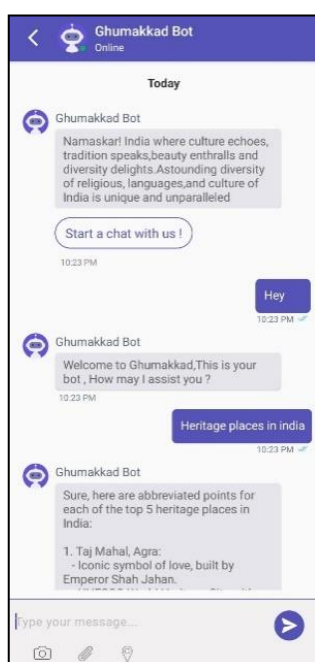 Ghumakkad Bot
Online
Today
Ghumakkad Bot
Namaskar! India where culture echoes,
tradition speaks,beauty enthralls and
diversity delights.Astounding diversity
of religious, languages,and culture of
India is unique and unparalleled
Start a chat with us !
10:23 PM
Hey
10:23 PM
Ghumakkad Bot
Welcome to Ghumakkad,This is your
bot , How may I assist you ?
10:23 PM
Heritage places in india
10:23 PM
Ghumakkad Bot
Sure, here are abbreviated points for
each of the top 5 heritage places in
India:
1. Taj Mahal, Agra:
- Iconic symbol of love, built by
Emperor Shah Jahan.
Type your message...